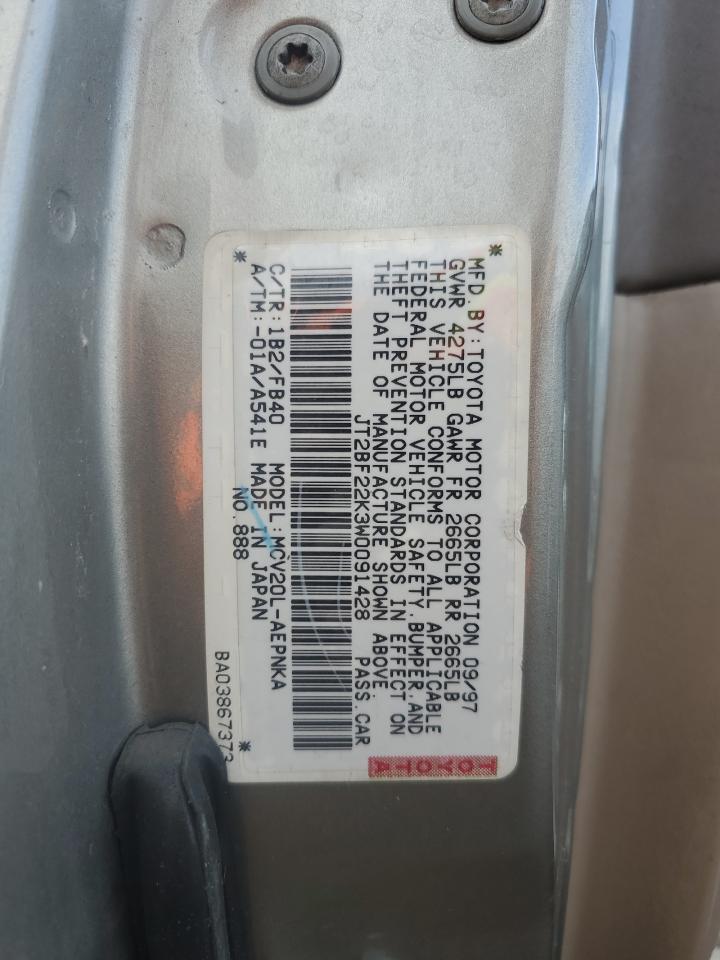 MFD. BY: TOYOTA MOTOR CORPORATION 09/97
GVWR 4275LB GAWR FR 2665LB RR 2665LB
THIS VEHICLE CONFORMS TO ALL APPLICABLE
FEDERAL MOTOR VEHICLE SAFETY, BUMPER, AND
THEFT PREVENTION STANDARDS IN EFFECT ON
THE DATE OF MANUFACTURE SHOWN ABOVE.
TOYOTA
JT2BF22K3W0091428 PASS.CAR
C/TR:1B2/FB40 MODEL:MCV20L-AEPNKA
A/TM:-01A/A541E MADE IN JAPAN
NO.888
BA03867373